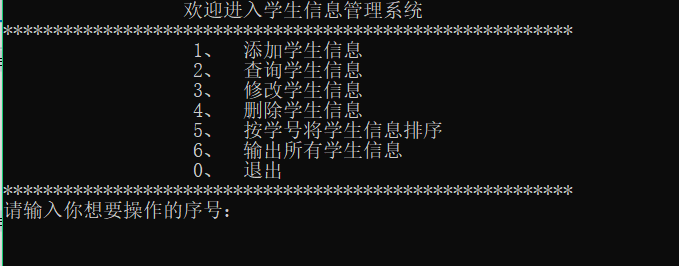 欢迎进入学生信息管理系统
*********************************************************
1、 添加学生信息
2、 查询学生信息
3、 修改学生信息
4、 删除学生信息
5、 按学号将学生信息排序
6、 输出所有学生信息
0、 退出
*********************************************************
请输入你想要操作的序号：